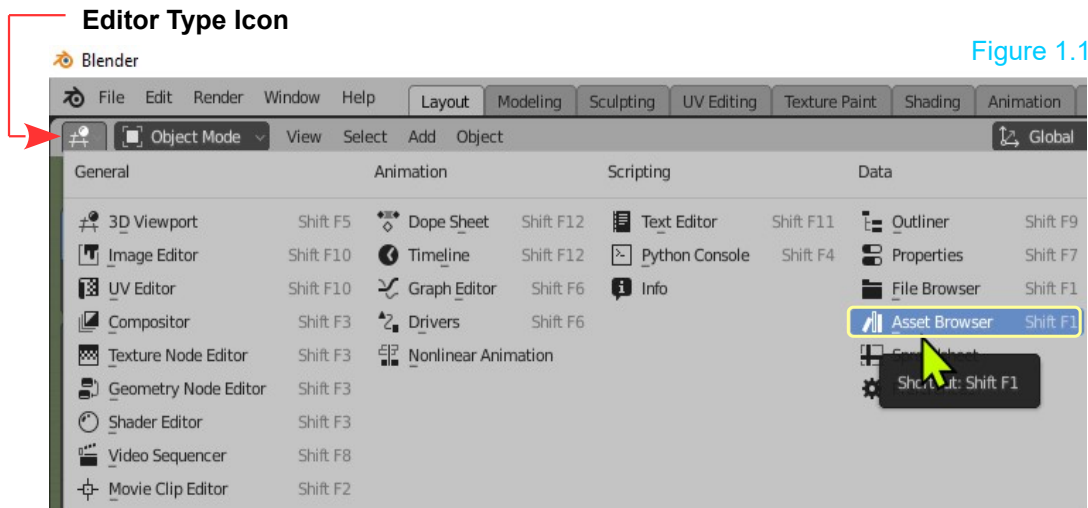 Editor Type Icon
Figure 1.1
Blender
File Edit Render Window Help Layout Modeling Sculpting UV Editing Texture Paint Shading Animation
Object Mode View Select Add Object Global
General Animation Scripting Data
3D Viewport Shift F5 Dope Sheet Shift F12 Text Editor Shift F11 Outliner Shift F9
Image Editor Shift F10 Timeline Shift F12 Python Console Shift F4 Properties Shift F7
UV Editor Shift F10 Graph Editor Shift F6 Info File Browser Shift F1
Compositor Shift F3 Drivers Shift F6 Asset Browser Shift F1
Texture Node Editor Shift F3 Nonlinear Animation
Geometry Node Editor Shift F3 Shortcut: Shift F1
Shader Editor Shift F3
Video Sequencer Shift F8
Movie Clip Editor Shift F2